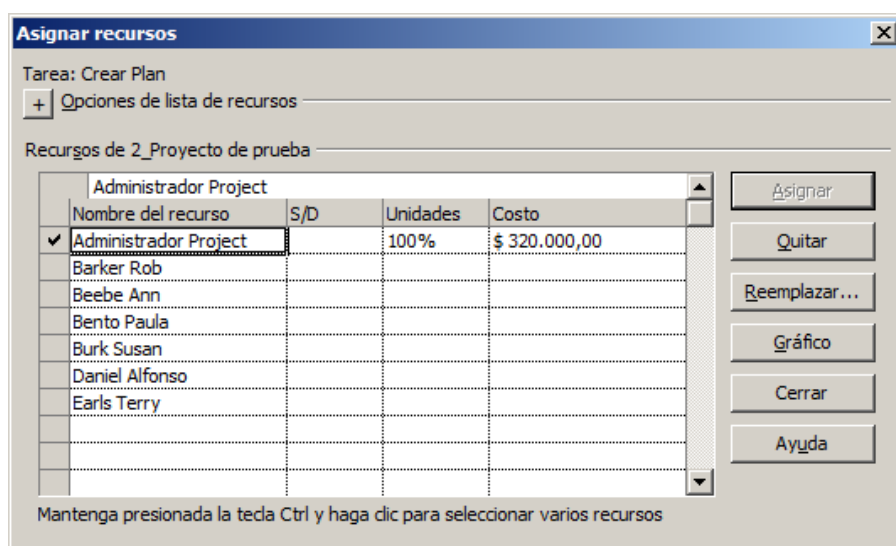 Asignar recursos
Tarea: Crear Plan
+ Opciones de lista de recursos
Recursos de 2_Proyecto de prueba
Administrador Project
Nombre del recurso S/D Unidades Costo
Administrador Project 100% $ 320.000,00
Barker Rob
Beebe Ann
Bento Paula
Burk Susan
Daniel Alfonso
Earls Terry
Asignar
Quitar
Reemplazar...
Gráfico
Cerrar
Ayuda
Mantenga presionada la tecla Ctrl y haga clic para seleccionar varios recursos